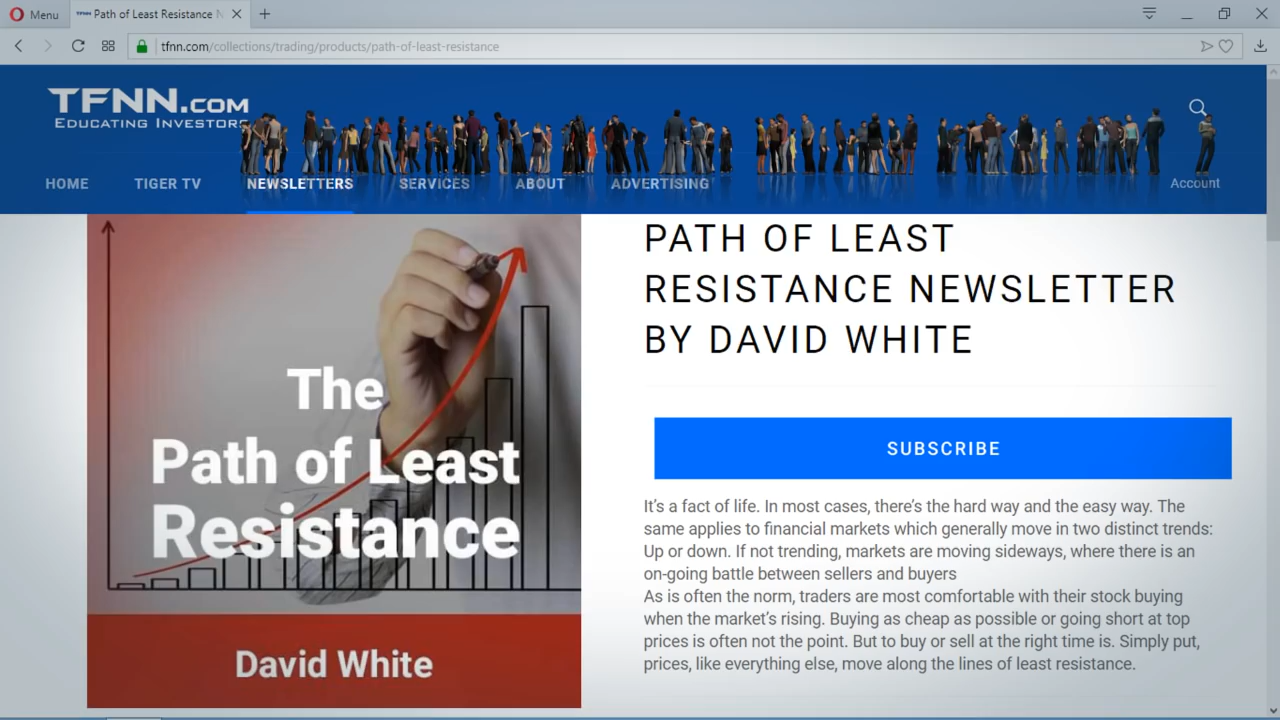 Menu
Path of Least Resistance N
tfnn.com/collections/trading/products/path-of-least-resistance
TFNN.COM
EDUCATING INVESTORS
HOME TIGER TV NEWSLETTERS SERVICES ABOUT ADVERTISING Account
The
Path of Least
Resistance
David White
PATH OF LEAST
RESISTANCE NEWSLETTER
BY DAVID WHITE
SUBSCRIBE
It's a fact of life. In most cases, there's the hard way and the easy way. The
same applies to financial markets which generally move in two distinct trends:
Up or down. If not trending, markets are moving sideways, where there is an
on-going battle between sellers and buyers
As is often the norm, traders are most comfortable with their stock buying
when the market's rising. Buying as cheap as possible or going short at top
prices is often not the point. But to buy or sell at the right time is. Simply put,
prices, like everything else, move along the lines of least resistance.